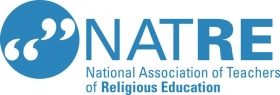 NATRE
National Association of Teachers
of Religious Education